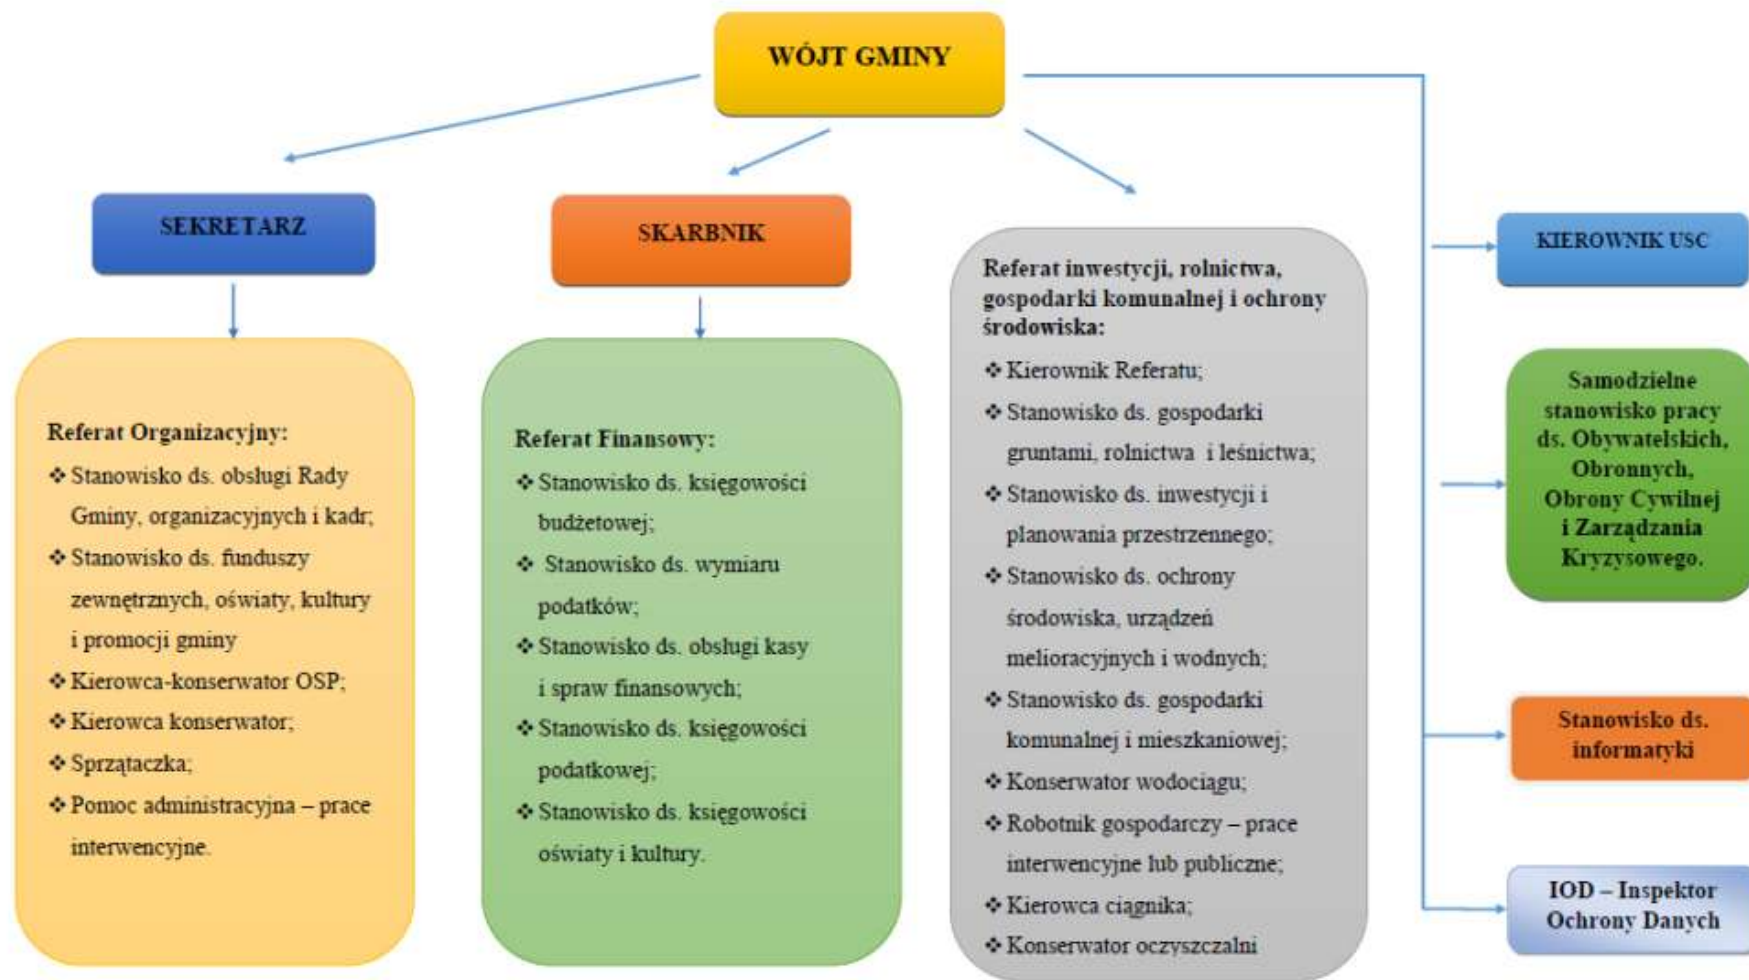 WÓJT GMINY
SEKRETARZ
Referat Organizacyjny:
❖ Stanowisko ds. obsługi Rady
Gminy, organizacyjnych i kadr;
❖ Stanowisko ds. funduszy
zewnętrznych, oświaty, kultury
i promocji gminy
❖ Kierowca-konserwator OSP;
❖ Kierowca konserwator;
❖ Sprzątaczka;
❖ Pomoc administracyjna – prace
interwencyjne.
SKARBNIK
Referat Finansowy:
❖ Stanowisko ds. księgowości
budżetowej;
❖ Stanowisko ds. wymiaru
podatków;
❖ Stanowisko ds. obsługi kasy
i spraw finansowych;
❖ Stanowisko ds. księgowości
podatkowej;
❖ Stanowisko ds. księgowości
oświaty i kultury.
Referat inwestycji, rolnictwa,
gospodarki komunalnej i ochrony
środowiska:
❖ Kierownik Referatu;
❖ Stanowisko ds. gospodarki
gruntami, rolnictwa i leśnictwa;
❖ Stanowisko ds. inwestycji i
planowania przestrzennego;
❖ Stanowisko ds. ochrony
środowiska, urządzeń
melioracyjnych i wodnych;
❖ Stanowisko ds. gospodarki
komunalnej i mieszkaniowej;
❖ Konserwator wodociągu;
❖ Robotnik gospodarczy – prace
interwencyjne lub publiczne;
❖ Kierowca ciągnika;
❖ Konserwator oczyszczalni
KIEROWNIK USC
Samodzielne
stanowisko pracy
ds. Obywatelskich,
Obronnych,
Obrony Cywilnej
i Zarządzania
Kryzysowego.
Stanowisko ds.
informatyki
IOD – Inspektor
Ochrony Danych